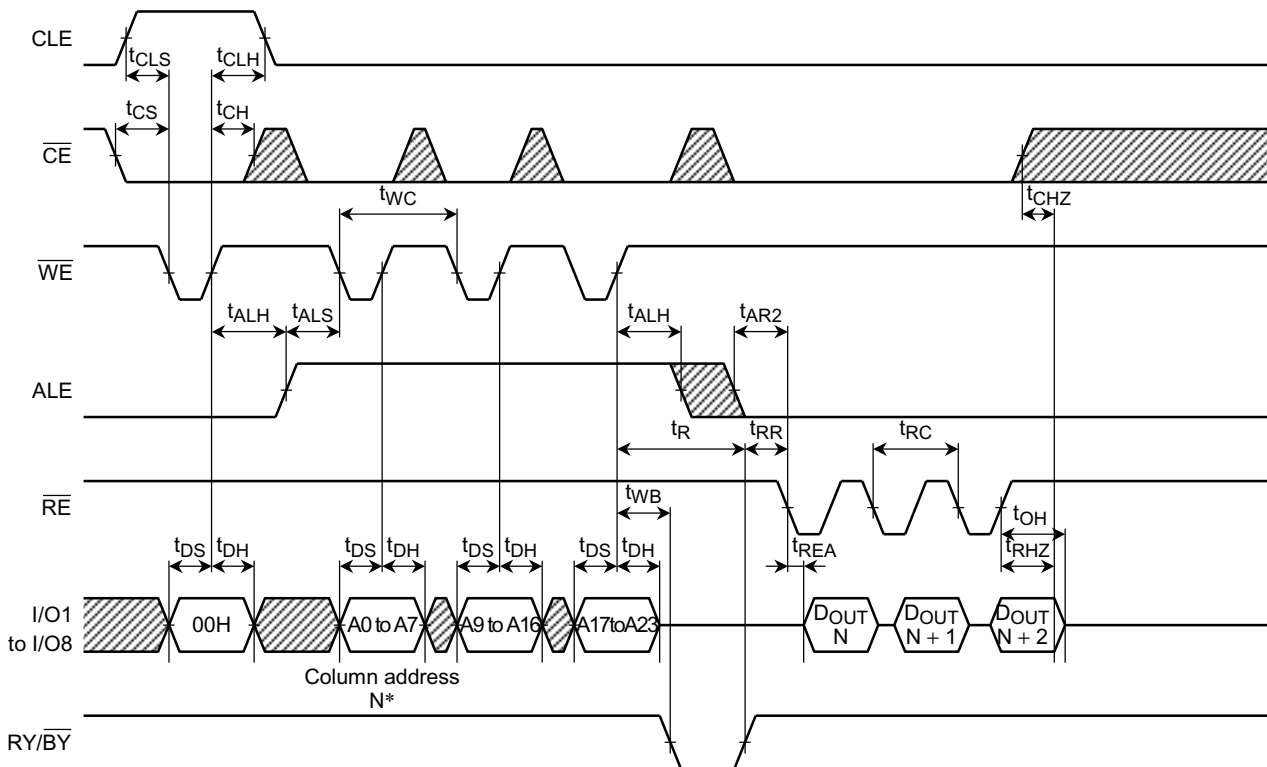 CLE
tCLS
tCLH
tCS
tCH
CE
tWC
tCHZ
WE
tALH
tALS
tALH
tAR2
ALE
tR
tRR
tRC
RE
tWB
tOH
tDS
tDH
tDS
tDH
tDS
tDH
tDS
tDH
tREA
tRHZ
I/O1
to I/O8
00H
A0 to A7
A9 to A16
A17toA23
DOUT
N
DOUT
N + 1
DOUT
N + 2
Column address
N*
RY/BY